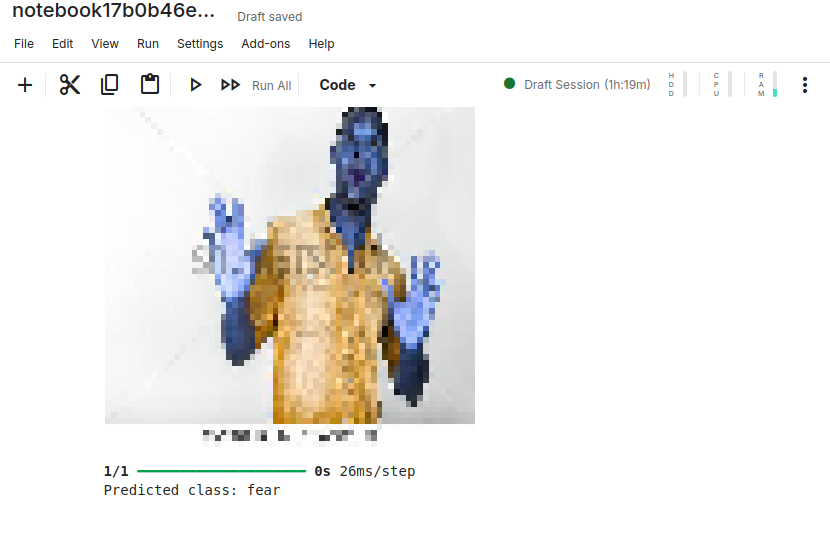 notebook17b0b46e...
Draft saved
File Edit View Run Settings Add-ons Help
Run All Code Draft Session (1h:19m) HDD CPU RAM
1/1 0s 26ms/step
Predicted class: fear